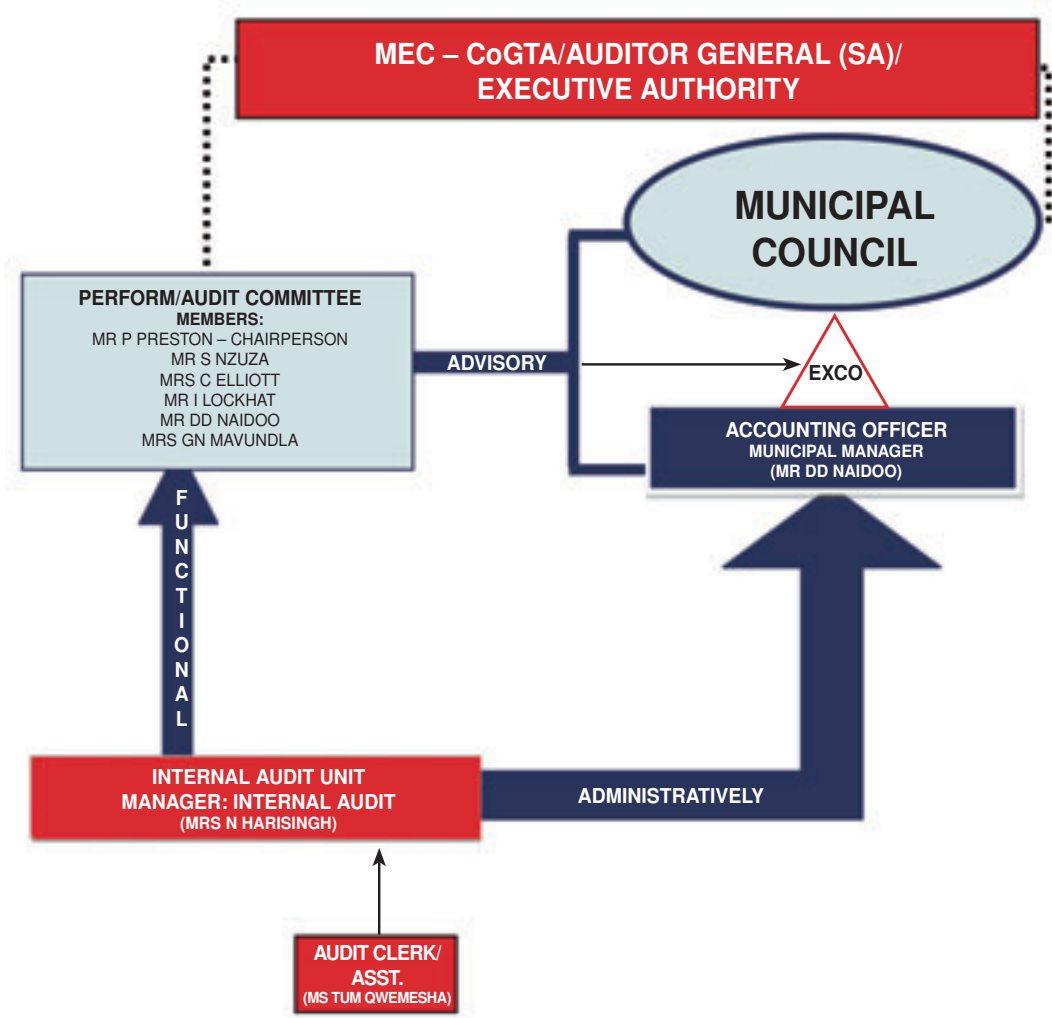 MEC – CoGTA/AUDITOR GENERAL (SA)/
EXECUTIVE AUTHORITY
MUNICIPAL
COUNCIL
PERFORM/AUDIT COMMITTEE
MEMBERS:
MR P PRESTON – CHAIRPERSON
MR S NZUZA
MRS C ELLIOTT
MR I LOCKHAT
MR DD NAIDOO
MRS GN MAVUNDLA
ADVISORY
EXCO
ACCOUNTING OFFICER
MUNICIPAL MANAGER
(MR DD NAIDOO)
FUNCTIONAL
INTERNAL AUDIT UNIT
MANAGER: INTERNAL AUDIT
(MRS N HARISINGH)
ADMINISTRATIVELY
AUDIT CLERK/
ASST.
(MS TUM QWEMESHA)